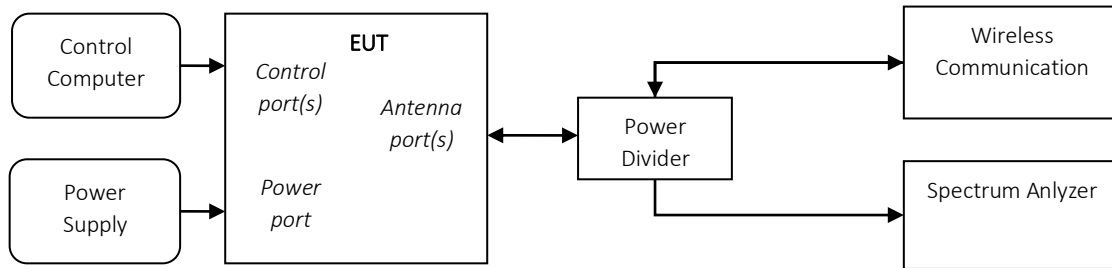 Control
Computer
Power
Supply
EUT
Control
port(s)
Antenna
port(s)
Power
port
Power
Divider
Wireless
Communication
Spectrum Anlyzer